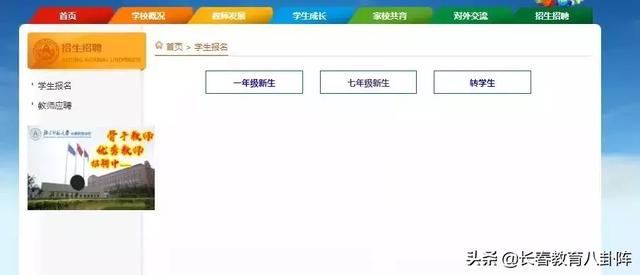 首页 学校概况 教师发展 学生成长 家校共育 对外交流 招生招聘
招生招聘
首页 > 学生报名
一年级新生 七年级新生 转学生
学生报名
教师应聘
骨干教师
优秀教师
招聘中
头条 @长春教育八卦阵